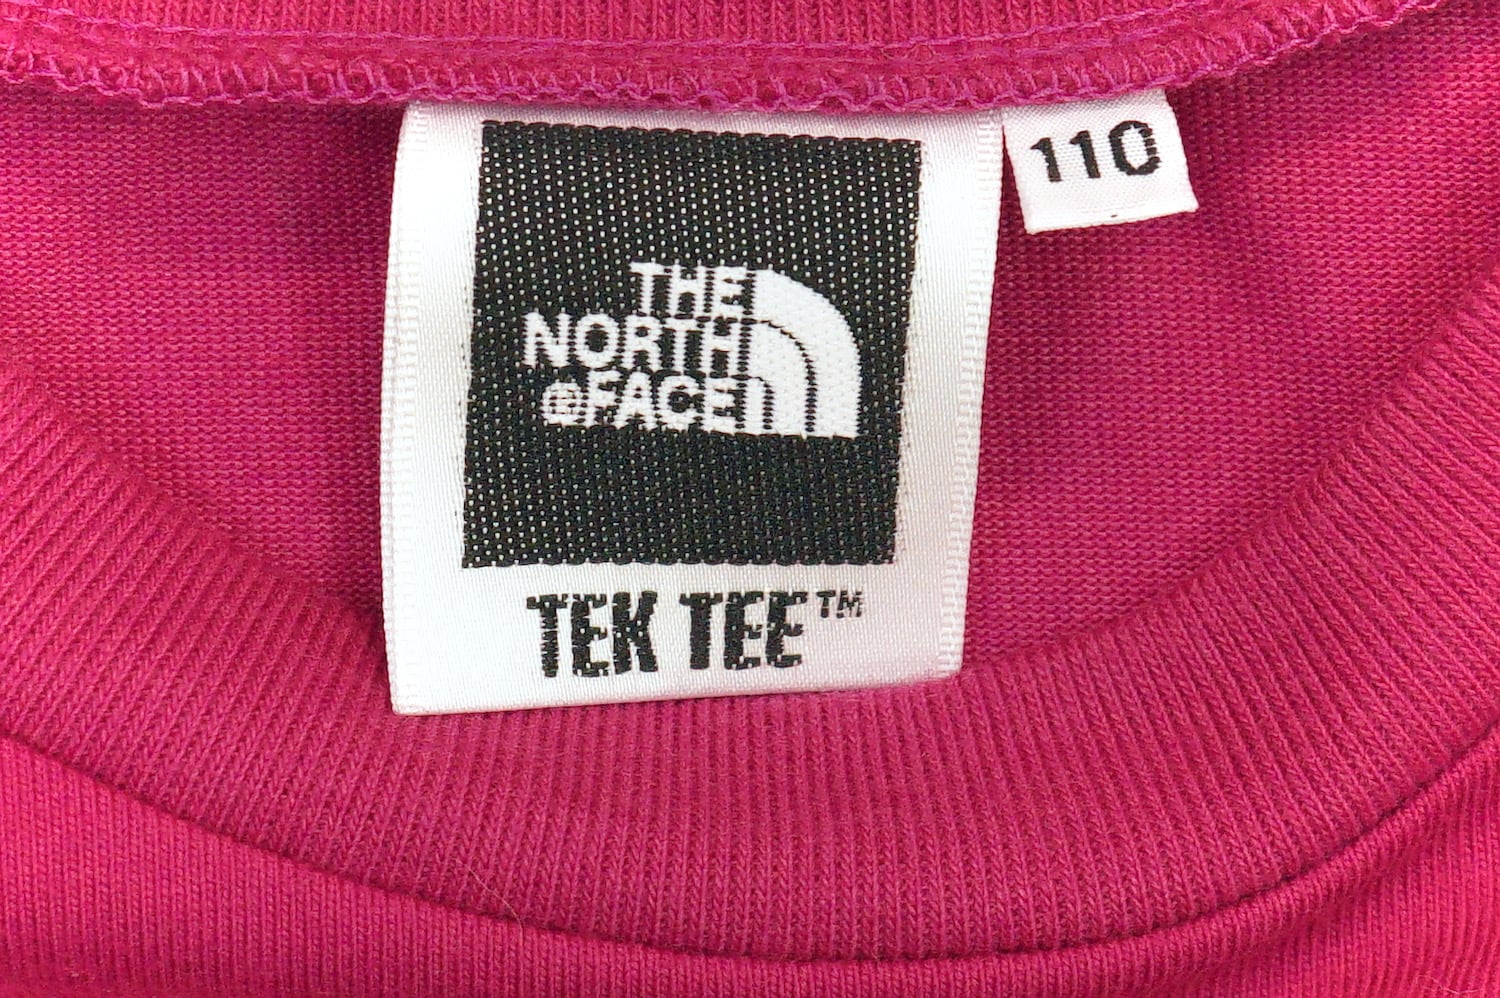 THE
NORTH
®FACE
TEK TEE™
110